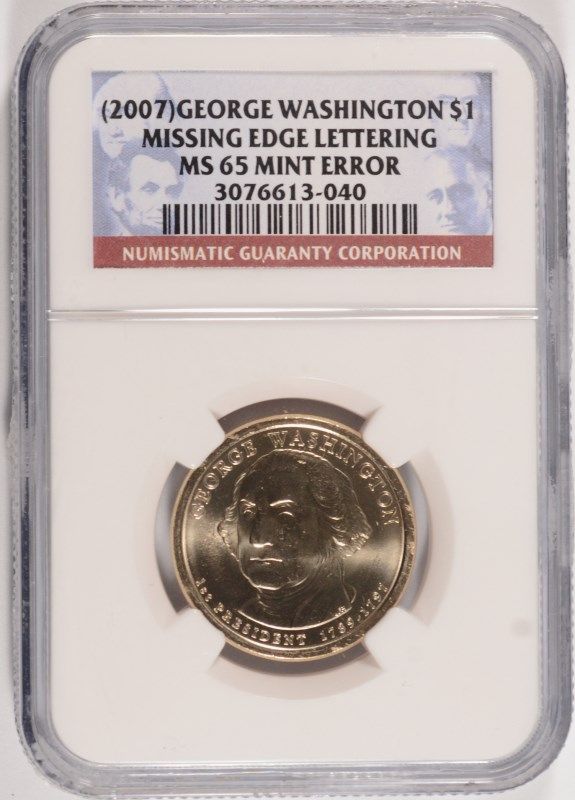 (2007)GEORGE WASHINGTON $1
MISSING EDGE LETTERING
MS 65 MINT ERROR
3076613-040
NUMISMATIC GUARANTY CORPORATION
GEORGE WASHINGTON
1st PRESIDENT 1789-1797